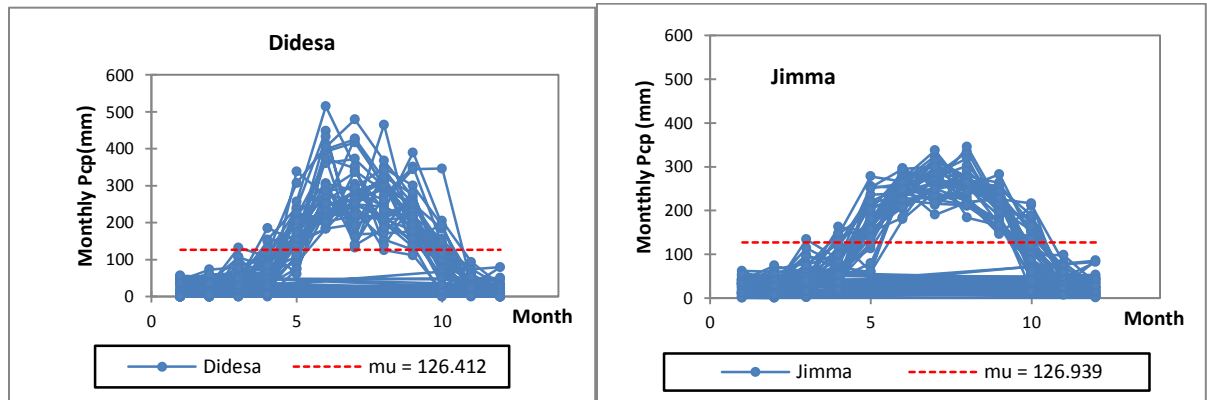 Didesa
Monthly Pcp(mm)
600
500
400
300
200
100
0
0 5 10
Month
Didesa mu = 126.412
Jimma
Montthly Pcp (mm)
600
500
400
300
200
100
0
0 5 10
Month
Jimma mu = 126.939